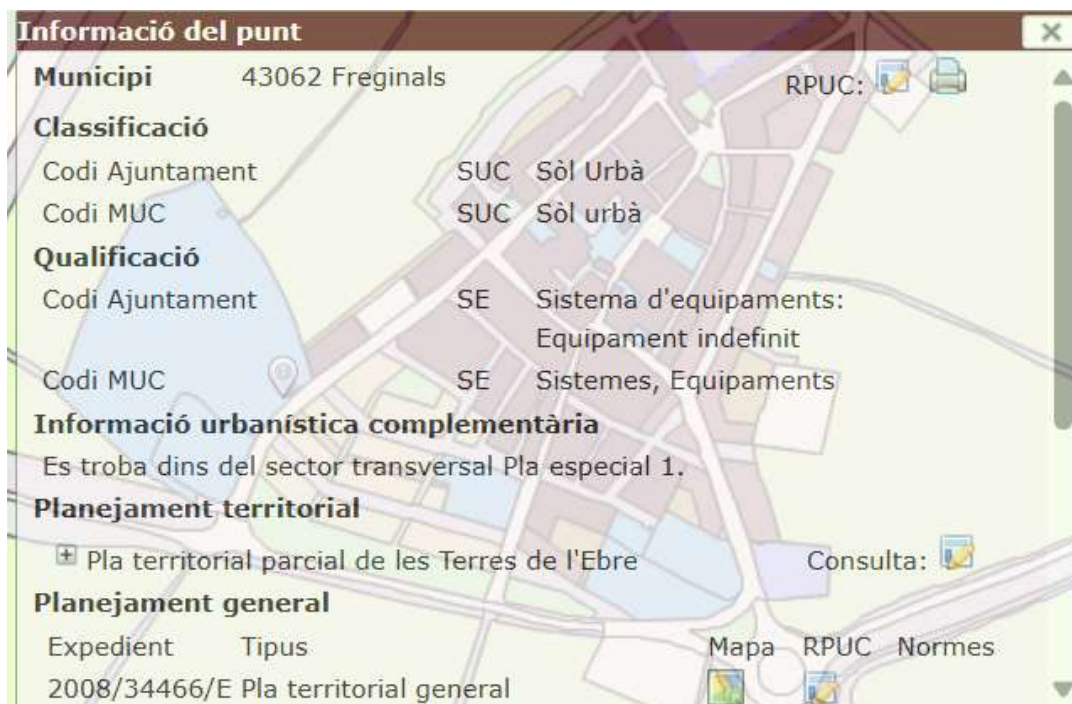 Informació del punt
Municipi 43062 Freginals RPUC:
Classificació
Codi Ajuntament SUC Sòl Urbà
Codi MUC SUC Sòl urbà
Qualificació
Codi Ajuntament SE Sistema d'equipaments:
Equipament indefinit
Codi MUC SE Sistemes, Equipaments
Informació urbanística complementària
Es troba dins del sector transversal Pla especial 1.
Planejament territorial
Pla territorial parcial de les Terres de l'Ebre Consulta:
Planejament general
Expedient Tipus Mapa RPUC Normes
2008/34466/E Pla territorial general